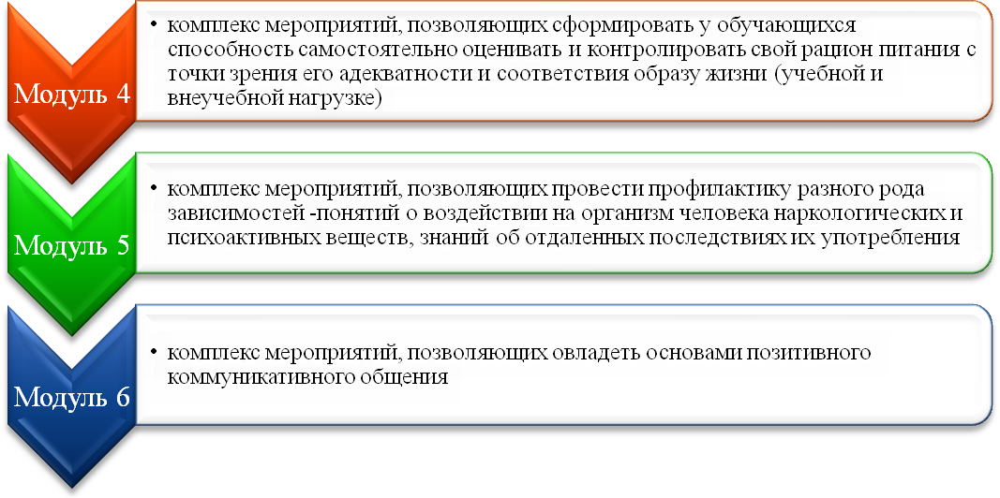 Модуль 4
• комплекс мероприятий, позволяющих сформировать у обучающихся
способность самостоятельно оценивать и контролировать свой рацион питания с
точки зрения его адекватности и соответствия образу жизни (учебной и
внеучебной нагрузке)
Модуль 5
• комплекс мероприятий, позволяющих провести профилактику разного рода
зависимостей -понятий о воздействии на организм человека наркологических и
психоактивных веществ, знаний об отдаленных последствиях их употребления
Модуль 6
• комплекс мероприятий, позволяющих овладеть основами позитивного
коммуникативного общения